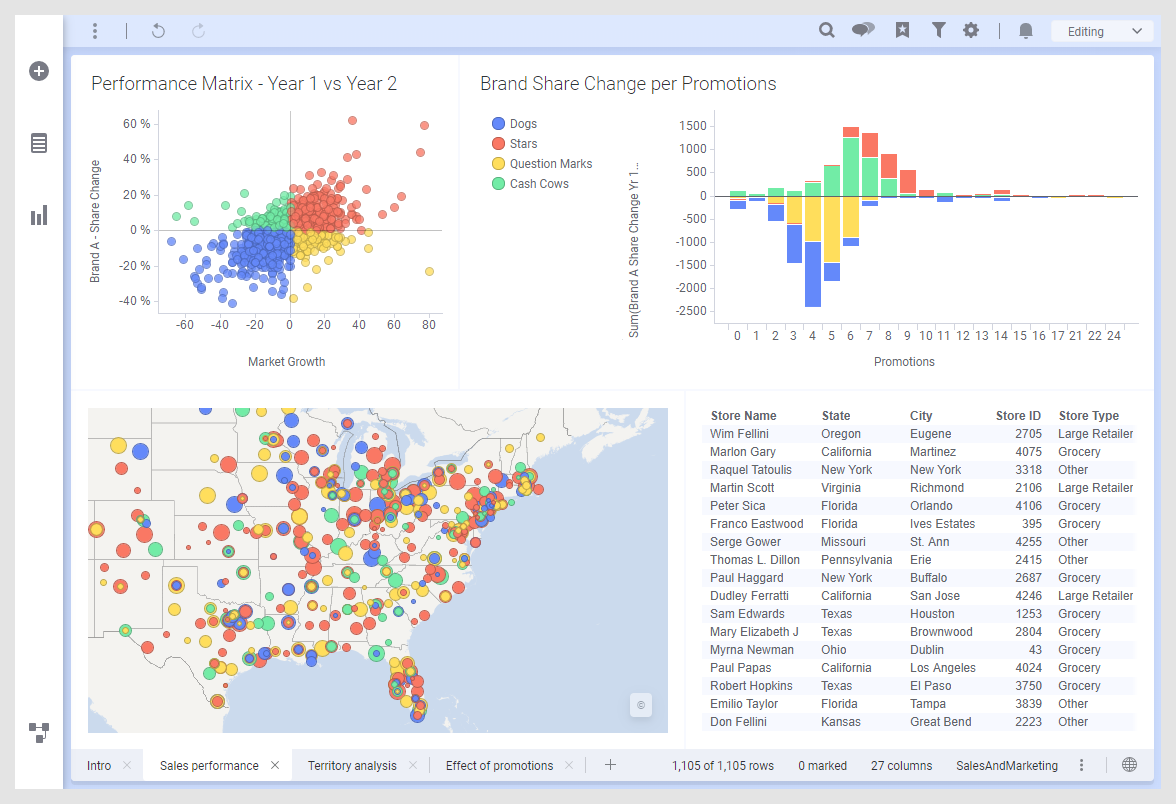 Editing
Performance Matrix - Year 1 vs Year 2
Brand A - Share Change
60 %
40 %
20 %
0 %
-20 %
-40 %
-60 -40 -20 0 20 40 60 80
Market Growth
Brand Share Change per Promotions
Dogs
Stars
Question Marks
Cash Cows
Sum(Brand A Share Change Yr 1...
1500
1000
500
0
-500
-1000
-1500
-2000
-2500
0 1 2 3 4 5 6 7 8 9 10 11 12 13 14 15 16 17 21 22 24
Promotions
©
Store Name State City Store ID Store Type
Wim Fellini Oregon Eugene 2705 Large Retailer
Marlon Gary California Martinez 4075 Grocery
Raquel Tatoulis New York New York 3318 Other
Martin Scott Virginia Richmond 2106 Large Retailer
Peter Sica Florida Orlando 4106 Grocery
Franco Eastwood Florida Ives Estates 395 Grocery
Serge Gower Missouri St. Ann 4255 Other
Thomas L. Dillon Pennsylvania Erie 2415 Other
Paul Haggard New York Buffalo 2687 Grocery
Dudley Ferratti California San Jose 4246 Large Retailer
Sam Edwards Texas Houston 1253 Grocery
Mary Elizabeth J Texas Brownwood 2804 Grocery
Myrna Newman Ohio Dublin 43 Grocery
Paul Papas California Los Angeles 4024 Grocery
Robert Hopkins Texas El Paso 3750 Grocery
Emilio Taylor Florida Tampa 3839 Other
Don Fellini Kansas Great Bend 2223 Other
Intro Sales performance Territory analysis Effect of promotions 1,105 of 1,105 rows 0 marked 27 columns SalesAndMarketing